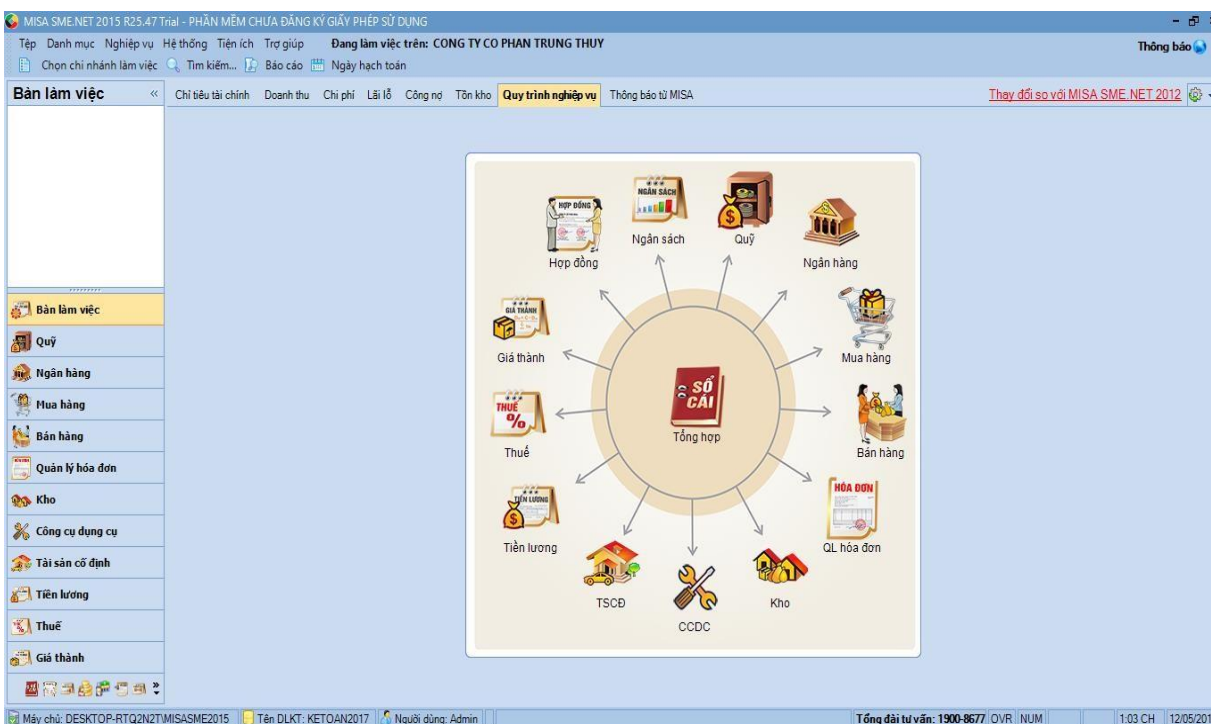 MISA SME.NET 2015 R25.47 Trial - PHẦN MỀM CHƯA ĐĂNG KÝ GIẤY PHÉP SỬ DỤNG
Tệp Danh mục Nghiệp vụ Hệ thống Tiện ích Trợ giúp Đang làm việc trên: CONG TY CO PHAN TRUNG THUY Thông báo
Chọn chi nhánh làm việc Tìm kiếm... Báo cáo Ngày hạch toán
Bàn làm việc « Chỉ tiêu tài chính Doanh thu Chi phí Lãi lỗ Công nợ Tồn kho Quy trình nghiệp vụ Thông báo từ MISA Thay đổi so với MISA SME.NET 2012
NGÂN SÁCH
HỢP ĐỒNG
Ngân sách Quỹ
Hợp đồng Ngân hàng
Bàn làm việc
GIÁ THÀNH
Quỹ
Giá thành Mua hàng
Ngân hàng
SỔ CÁI
THUẾ %
Mua hàng
Tổng hợp
Bán hàng
Thuế Bán hàng
Quản lý hóa đơn
HÓA ĐƠN
TIỀN LƯƠNG
Kho
Công cụ dụng cụ
Tiền lương QL hóa đơn
Tài sản cố định
Tiền lương
TSCĐ Kho
CCDC
Thuế
Giá thành
Máy chủ: DESKTOP-RTQ2N2T\MISASME2015 Tên DLKT: KETOAN2017 Người dùng: Admin Tổng đài tư vấn: 1900-8677 OVR NUM 1:03 CH 12/05/201